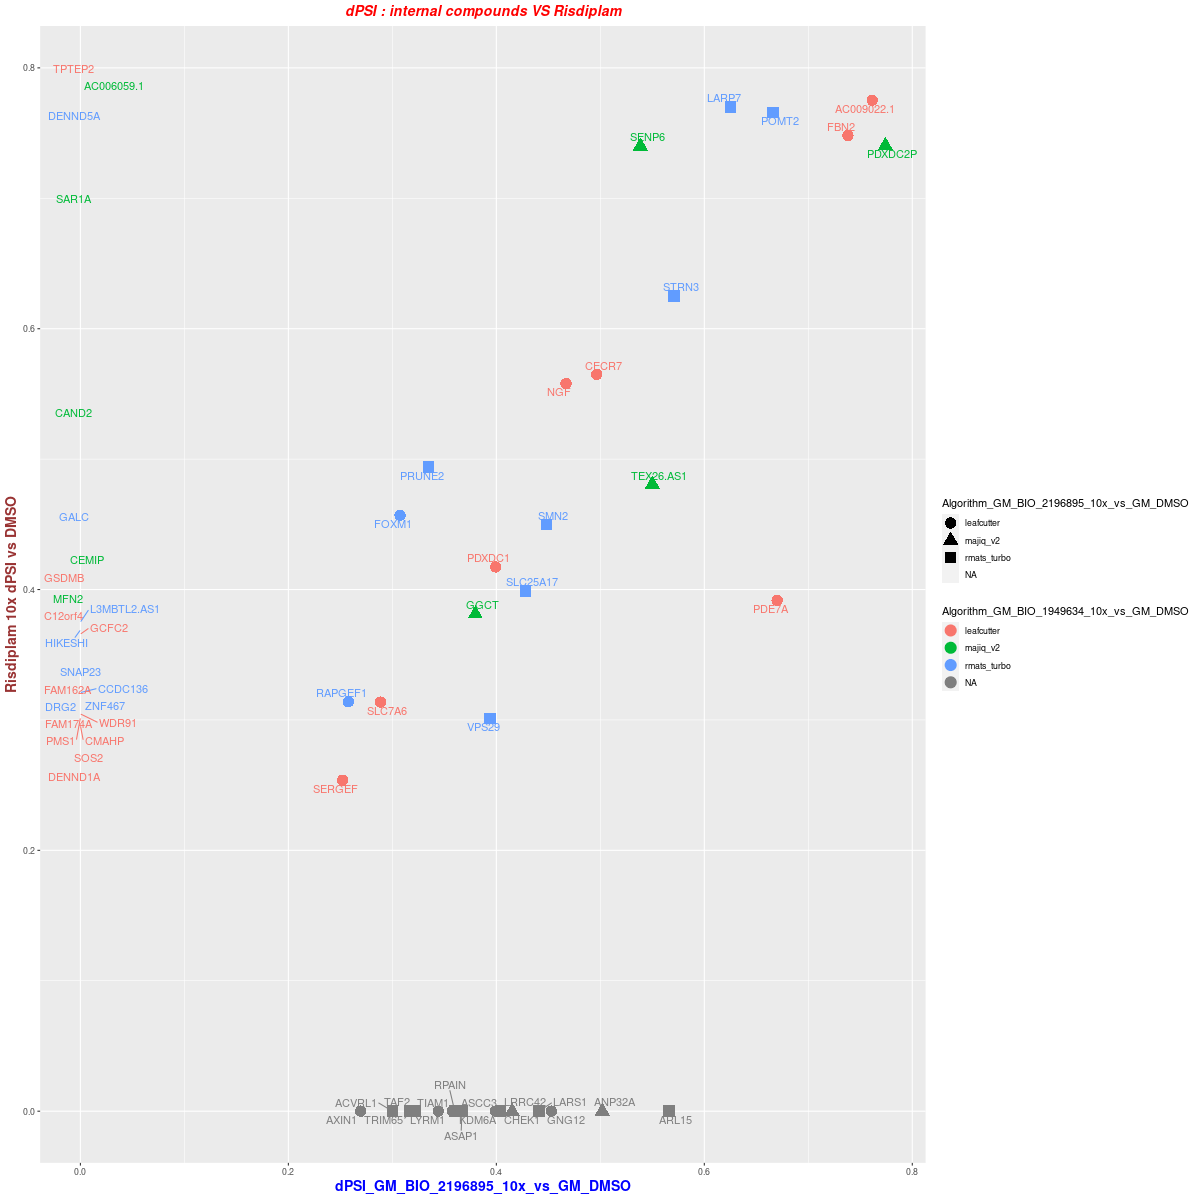 dPSI : internal compounds VS Risdiplam
0.8
TPTEP2
AC006059.1
DENND5A
LARP7
POMT2
AC009022.1
FBN2
PDXDC2P
SENP6
SAR1A
STRN3
0.6
CECR7
NGF
CAND2
PRUNE2
TEX26.AS1
GALC
FOXM1
SMN2
CEMIP
PDXDC1
GSDMB
SLC25A17
0.4
MFN2
GGCT
PDE7A
L3MBTL2.AS1
C12orf4
GCFC2
HIKESHI
SNAP23
FAM162A
CCDC136
RAPGEF1
DRG2
ZNF467
SLC7A6
FAM174A
WDR91
VPS29
PMS1
CMAHP
SOS2
DENND1A
SERGEF
0.2
RPAIN
ACVRL1
TAF2
TIAM1
ASCC3
LRRC42
LARS1
ANP32A
0.0
AXIN1
TRIM65
LYRM1
KDM6A
CHEK1
GNG12
ARL15
ASAP1
0.0
0.2
0.4
0.6
0.8
dPSI_GM_BIO_2196895_10x_vs_GM_DMSO
Risdiplam 10x dPSI vs DMSO
Algorithm_GM_BIO_2196895_10x_vs_GM_DMSO
leafcutter
majiq_v2
rmats_turbo
NA
Algorithm_GM_BIO_1949634_10x_vs_GM_DMSO
leafcutter
majiq_v2
rmats_turbo
NA